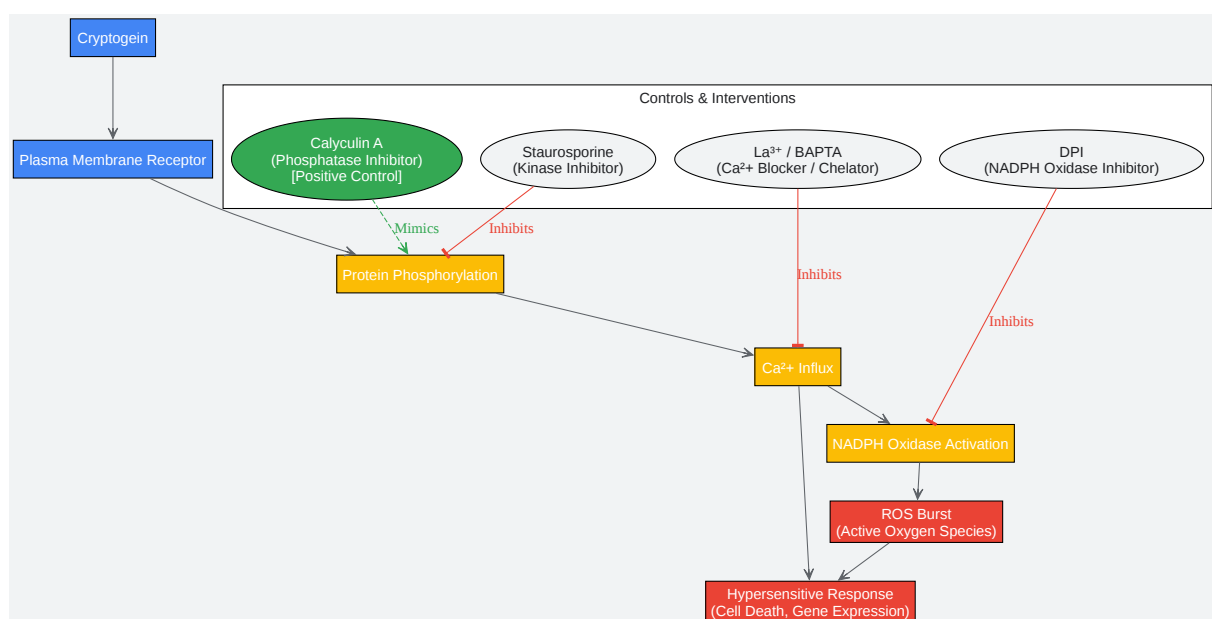 Cryptogein
Controls & Interventions
Plasma Membrane Receptor
Calyculin A
(Phosphatase Inhibitor)
[Positive Control]
Staurosporine
(Kinase Inhibitor)
La³⁺ / BAPTA
(Ca²+ Blocker / Chelator)
DPI
(NADPH Oxidase Inhibitor)
Mimics
Inhibits
Inhibits
Inhibits
Protein Phosphorylation
Ca²+ Influx
NADPH Oxidase Activation
ROS Burst
(Active Oxygen Species)
Hypersensitive Response
(Cell Death, Gene Expression)